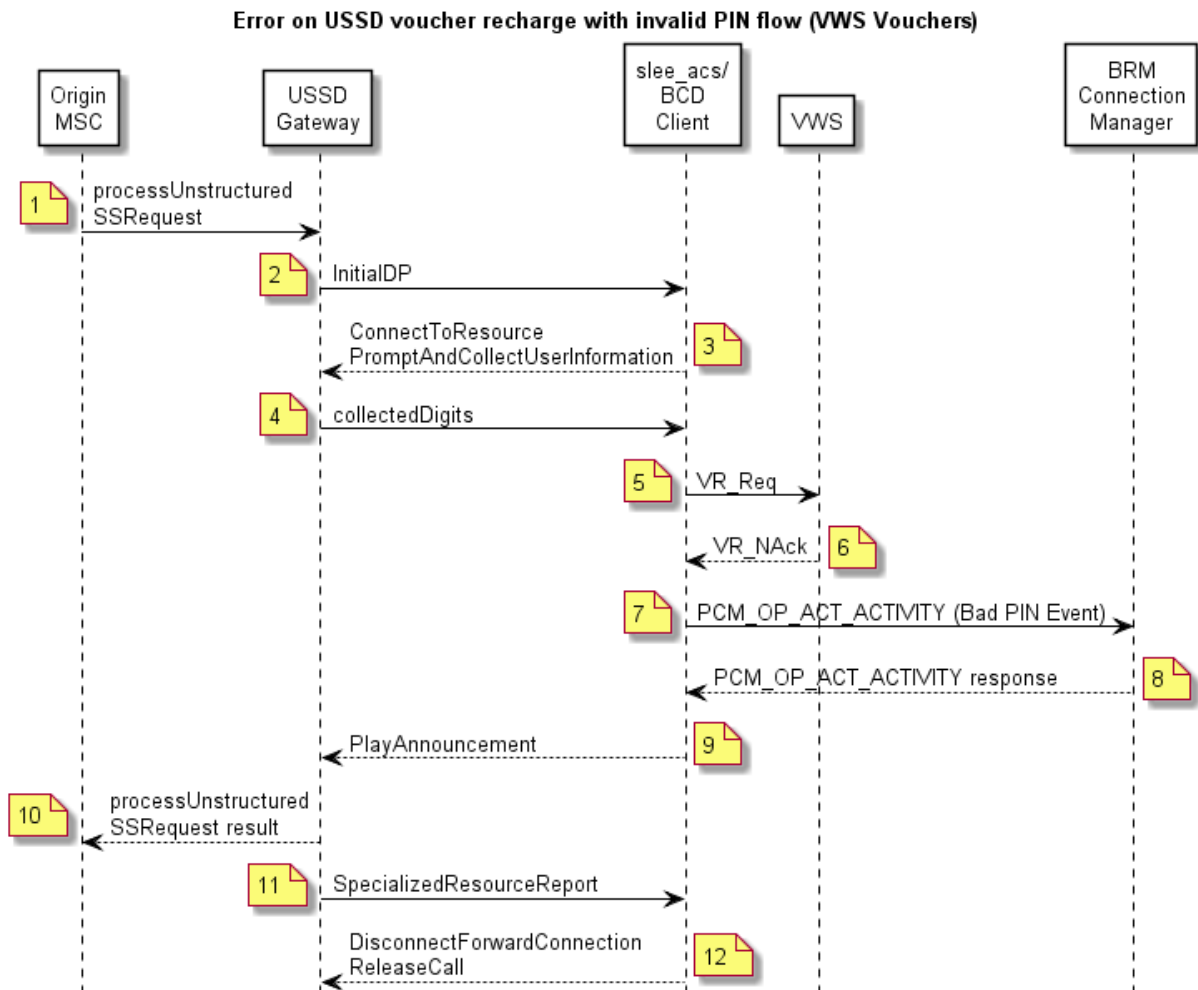 Error on USSD voucher recharge with invalid PIN flow (VWS Vouchers)
Origin
MSC
USSD
Gateway
slee_acs/
BCD
Client
VWS
BRM
Connection
Manager
1
processUnstructured
SSRequest
2
InitialDP
ConnectToResource
PromptAndCollectUserInformation
3
4
collectedDigits
5
VR_Req
VR_NAck
6
7
PCM_OP_ACT_ACTIVITY (Bad PIN Event)
PCM_OP_ACT_ACTIVITY response
8
PlayAnnouncement
9
10
processUnstructured
SSRequest result
11
SpecializedResourceReport
DisconnectForwardConnection
ReleaseCall
12